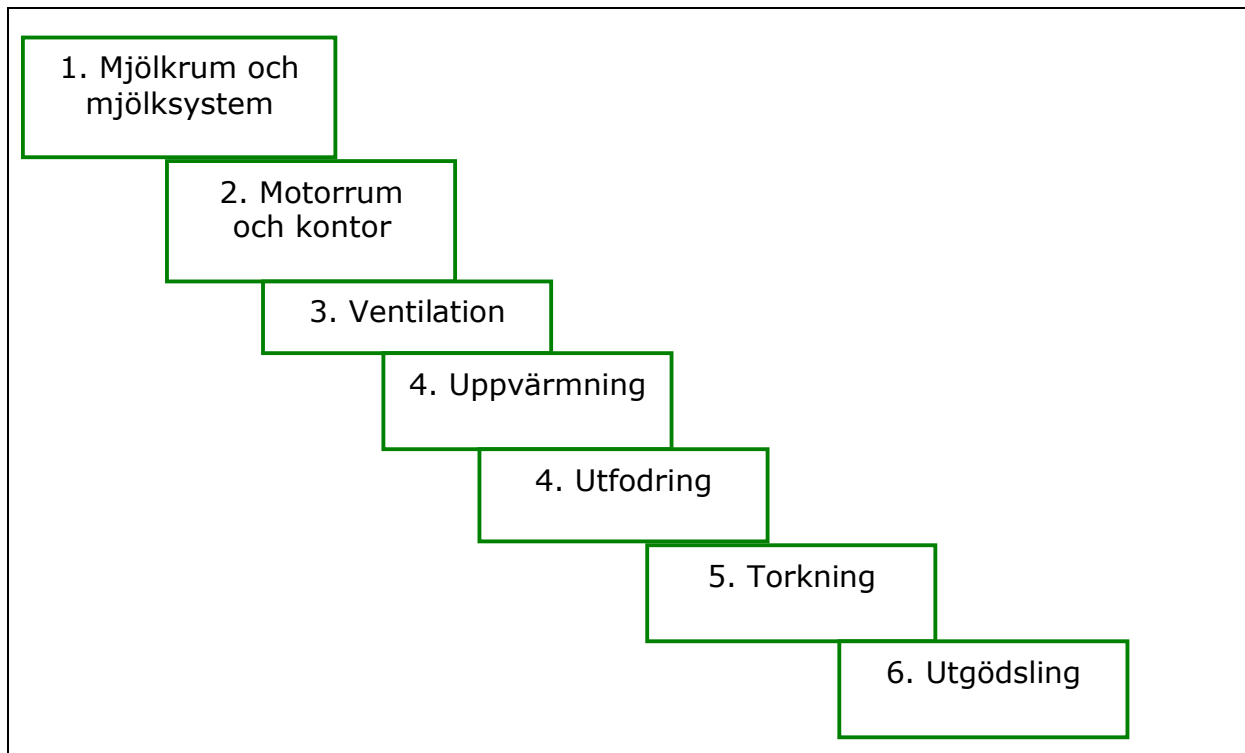 1. Mjölkrum och
mjölksystem
2. Motorrum
och kontor
3. Ventilation
4. Uppvärmning
4. Utfodring
5. Torkning
6. Utgödsling